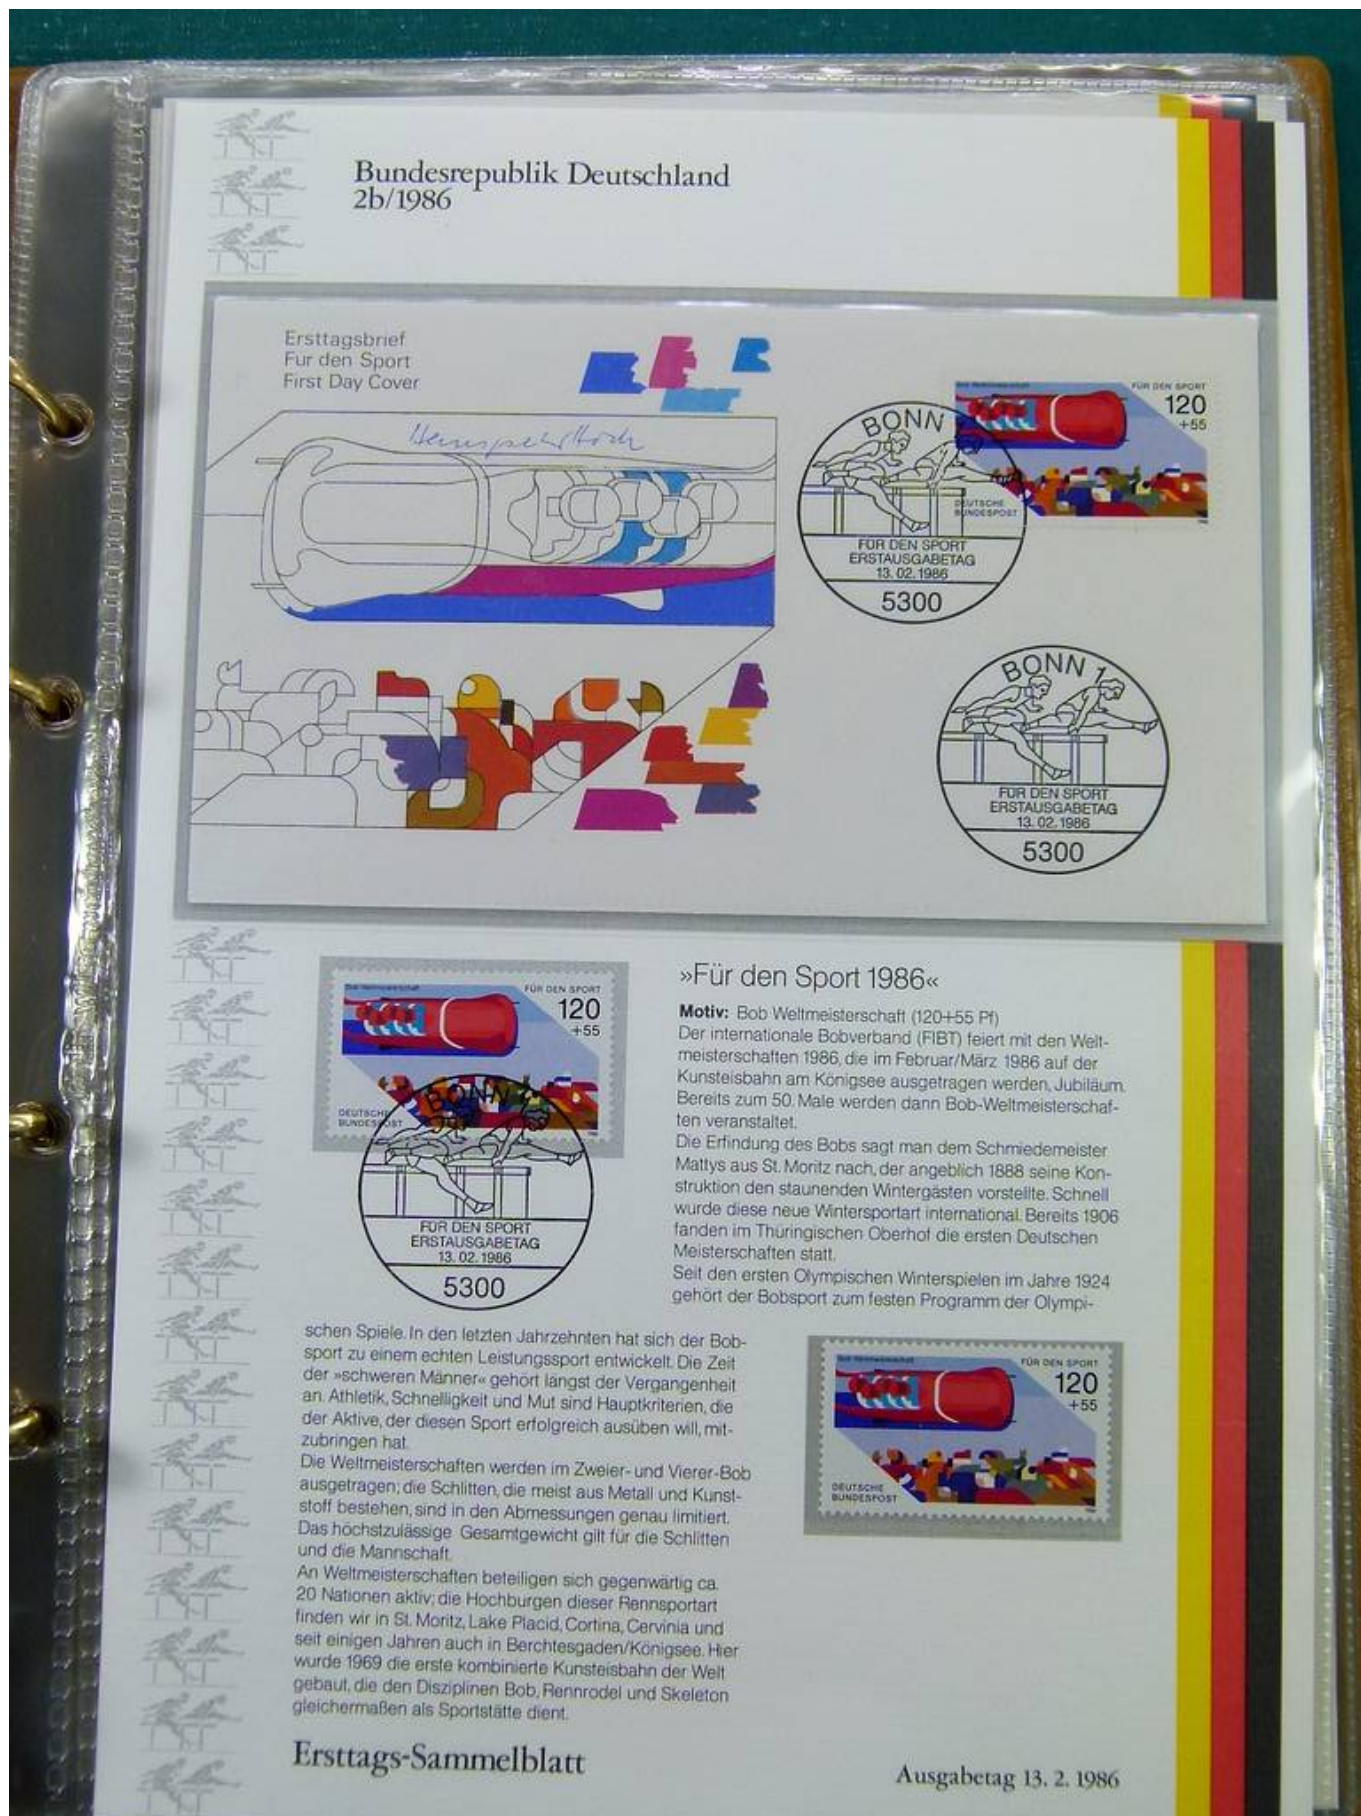 Bundesrepublik Deutschland
2b/1986
Ersttagsbrief
Für den Sport
First Day Cover
FÜR DEN SPORT
120
+55
DEUTSCHE
BUNDESPOST
BONN 1
FÜR DEN SPORT
ERSTAUSGABETAG
13.02.1986
5300
BONN 1
FÜR DEN SPORT
ERSTAUSGABETAG
13.02.1986
5300
FÜR DEN SPORT
120
+55
DEUTSCHE
BUNDESPOST
BONN 1
FÜR DEN SPORT
ERSTAUSGABETAG
13.02.1986
5300
»Für den Sport 1986«
Motiv: Bob Weltmeisterschaft (120+55 Pf)
Der internationale Bobverband (FIBT) feiert mit den Welt-
meisterschaften 1986, die im Februar/März 1986 auf der
Kunsteisbahn am Königsee ausgetragen werden, Jubiläum.
Bereits zum 50. Male werden dann Bob-Weltmeisterschaf-
ten veranstaltet.
Die Erfindung des Bobs sagt man dem Schmiedemeister
Mattys aus St. Moritz nach, der angeblich 1888 seine Kon-
struktion den staunenden Wintergästen vorstellte. Schnell
wurde diese neue Wintersportart international. Bereits 1906
fanden im Thüringischen Oberhof die ersten Deutschen
Meisterschaften statt.
Seit den ersten Olympischen Winterspielen im Jahre 1924
gehört der Bobsport zum festen Programm der Olympi-
schen Spiele. In den letzten Jahrzehnten hat sich der Bob-
sport zu einem echten Leistungssport entwickelt. Die Zeit
der »schweren Männer« gehört längst der Vergangenheit
an. Athletik, Schnelligkeit und Mut sind Hauptkriterien, die
der Aktive, der diesen Sport erfolgreich ausüben will, mit-
zubringen hat.
Die Weltmeisterschaften werden im Zweier- und Vierer-Bob
ausgetragen; die Schlitten, die meist aus Metall und Kunst-
stoff bestehen, sind in den Abmessungen genau limitiert.
Das höchstzulässige Gesamtgewicht gilt für die Schlitten
und die Mannschaft.
An Weltmeisterschaften beteiligen sich gegenwärtig ca.
20 Nationen aktiv; die Hochburgen dieser Rennsportart
finden wir in St. Moritz, Lake Placid, Cortina, Cervinia und
seit einigen Jahren auch in Berchtesgaden/Königsee. Hier
wurde 1969 die erste kombinierte Kunsteisbahn der Welt
gebaut, die den Disziplinen Bob, Rennrodel und Skeleton
gleichermaßen als Sportstätte dient.
FÜR DEN SPORT
120
+55
DEUTSCHE
BUNDESPOST
Ersttags-Sammelblatt
Ausgabetag 13. 2. 1986